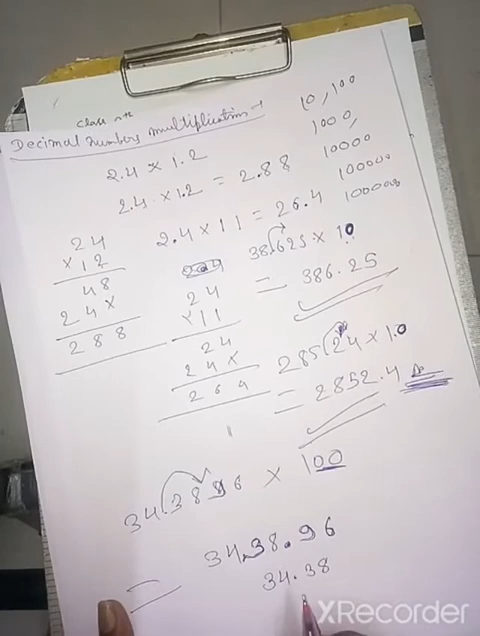 Class 6th
Decimal numbers multiplication
10, 100
1000,
10000
100000
2.4 × 1.2
2.4 × 1.2 = 2.88
2.4 × 11 = 26.4
24
×12
48
24×
288
24
×11
24
24×
264
38.625 × 10
= 386.25
285.24 × 10
= 2852.4
34.3896 × 100
= 3438.96
34.38
XRecorder